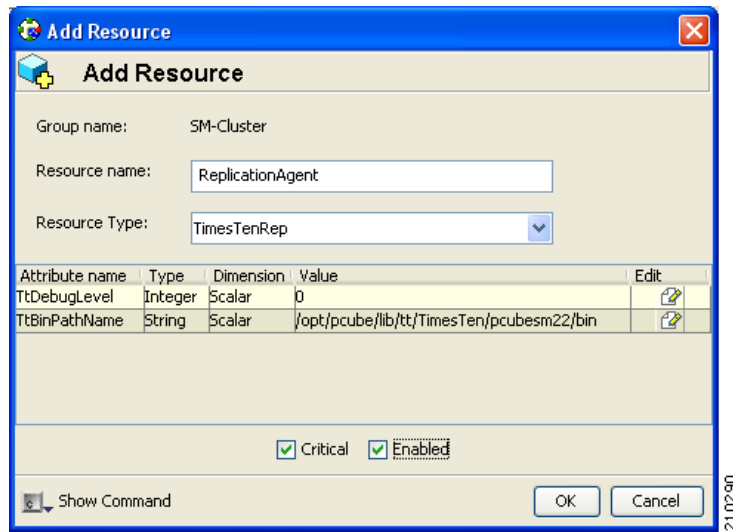 Add Resource
Add Resource
Group name: SM-Cluster
Resource name: ReplicationAgent
Resource Type: TimesTenRep
Attribute name Type Dimension Value Edit
TtDebugLevel Integer Scalar 0
TtBinPathName String Scalar /opt/pcube/lib/tt/TimesTen/pcubesm22/bin
Critical Enabled
Show Command OK Cancel
210290